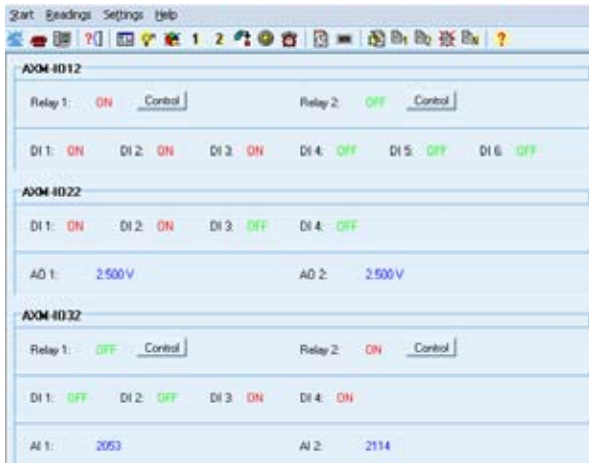 Start Readings Settings Help
1 2 ?
AXM-IO12
Relay 1: ON Control Relay 2: OFF Control
DI 1: ON DI 2: ON DI 3: ON DI 4: OFF DI 5: OFF DI 6: OFF
AXM-IO22
DI 1: ON DI 2: ON DI 3: OFF DI 4: OFF
AO 1: 2.500 V AO 2: 2.500 V
AXM-IO32
Relay 1: OFF Control Relay 2: ON Control
DI 1: OFF DI 2: OFF DI 3: ON DI 4: ON
AI 1: 2053 AI 2: 2114